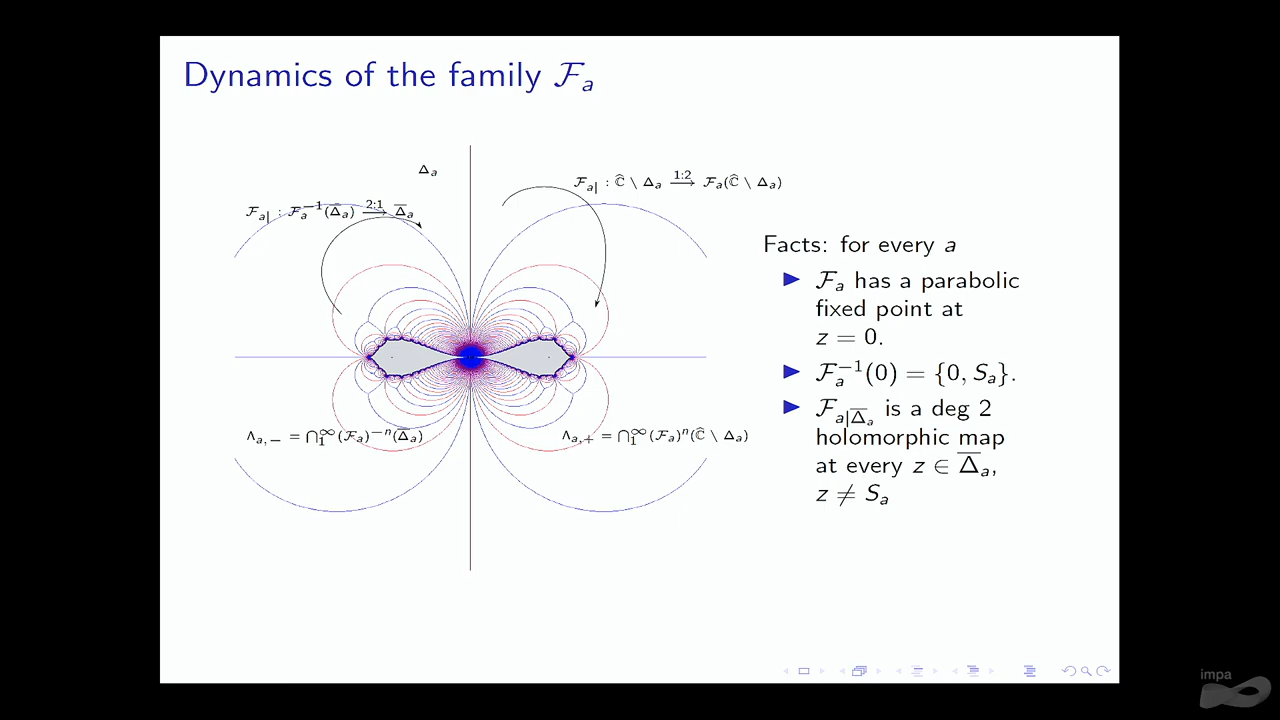 Dynamics of the family 𝓕ₐ
Δₐ
𝓕ₐ| : Ĉ \ Δₐ →(1:2) 𝓕ₐ(Ĉ \ Δₐ)
𝓕ₐ| : 𝓕ₐ⁻¹(Δ̅ₐ) →(2:1) Δ̅ₐ
Λₐ,₋ = ⋂₁^∞(𝓕ₐ)⁻ⁿ(Δ̅ₐ)
Λₐ,₊ = ⋂₁^∞(𝓕ₐ)ⁿ(Ĉ \ Δₐ)
Facts: for every a
▶ 𝓕ₐ has a parabolic
fixed point at
z = 0.
▶ 𝓕ₐ⁻¹(0) = {0, Sₐ}.
▶ 𝓕ₐ|Δ̅ₐ is a deg 2
holomorphic map
at every z ∈ Δ̅ₐ,
z ≠ Sₐ
impa